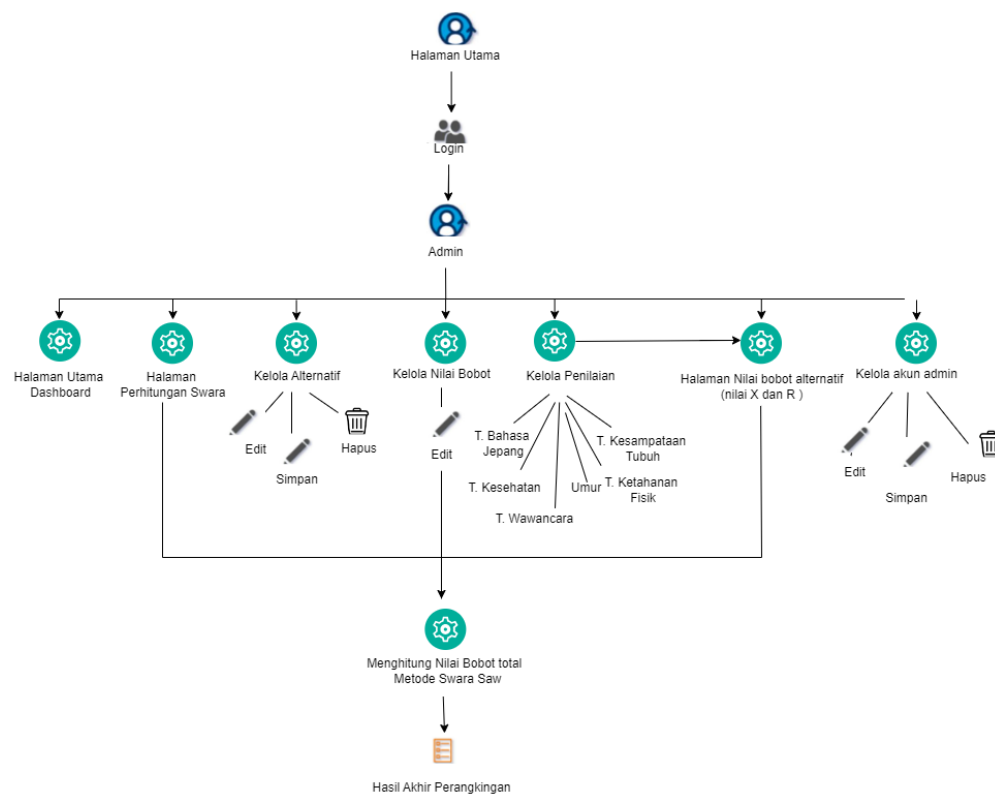 Halaman Utama
Login
Admin
Halaman Utama
Dashboard
Halaman
Perhitungan Swara
Kelola Alternatif
Kelola Nilai Bobot
Kelola Penilaian
Halaman Nilai bobot alternatif
(nilai X dan R )
Kelola akun admin
Edit
Simpan
Hapus
Edit
T. Bahasa
Jepang
T. Kesehatan
T. Wawancara
Umur
T. Ketahanan
Fisik
T. Kesampataan
Tubuh
Edit
Simpan
Hapus
Menghitung Nilai Bobot total
Metode Swara Saw
Hasil Akhir Perangkingan